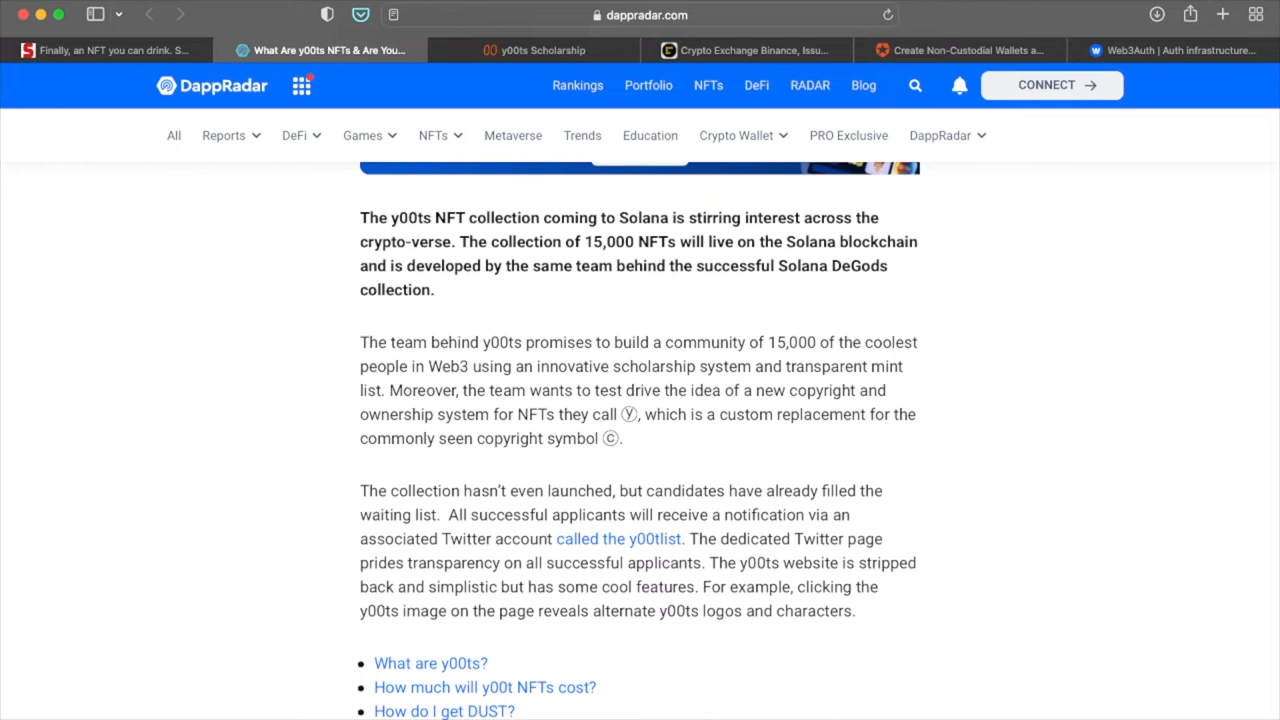 dappradar.com
Finally, an NFT you can drink. S...
What Are y00ts NFTs & Are You...
y00ts Scholarship
Crypto Exchange Binance, Issu...
Create Non-Custodial Wallets a...
Web3Auth | Auth infrastructure...
DappRadar
Rankings
Portfolio
NFTs
DeFi
RADAR
Blog
CONNECT →
All
Reports
DeFi
Games
NFTs
Metaverse
Trends
Education
Crypto Wallet
PRO Exclusive
DappRadar
The y00ts NFT collection coming to Solana is stirring interest across the
crypto-verse. The collection of 15,000 NFTs will live on the Solana blockchain
and is developed by the same team behind the successful Solana DeGods
collection.
The team behind y00ts promises to build a community of 15,000 of the coolest
people in Web3 using an innovative scholarship system and transparent mint
list. Moreover, the team wants to test drive the idea of a new copyright and
ownership system for NFTs they call ⓨ, which is a custom replacement for the
commonly seen copyright symbol ⓒ.
The collection hasn't even launched, but candidates have already filled the
waiting list.  All successful applicants will receive a notification via an
associated Twitter account called the y00tlist. The dedicated Twitter page
prides transparency on all successful applicants. The y00ts website is stripped
back and simplistic but has some cool features. For example, clicking the
y00ts image on the page reveals alternate y00ts logos and characters.
• What are y00ts?
• How much will y00t NFTs cost?
• How do I get DUST?